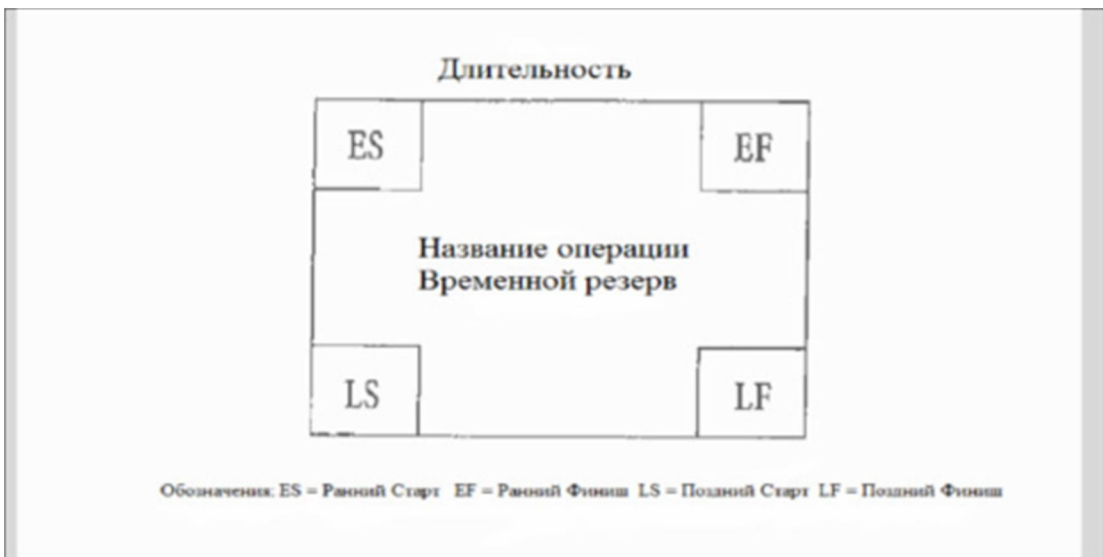 Длительность
ES EF
Название операции
Временной резерв
LS LF
Обозначения: ES = Ранний Старт EF = Ранний Финиш LS = Поздний Старт LF = Поздний Финиш